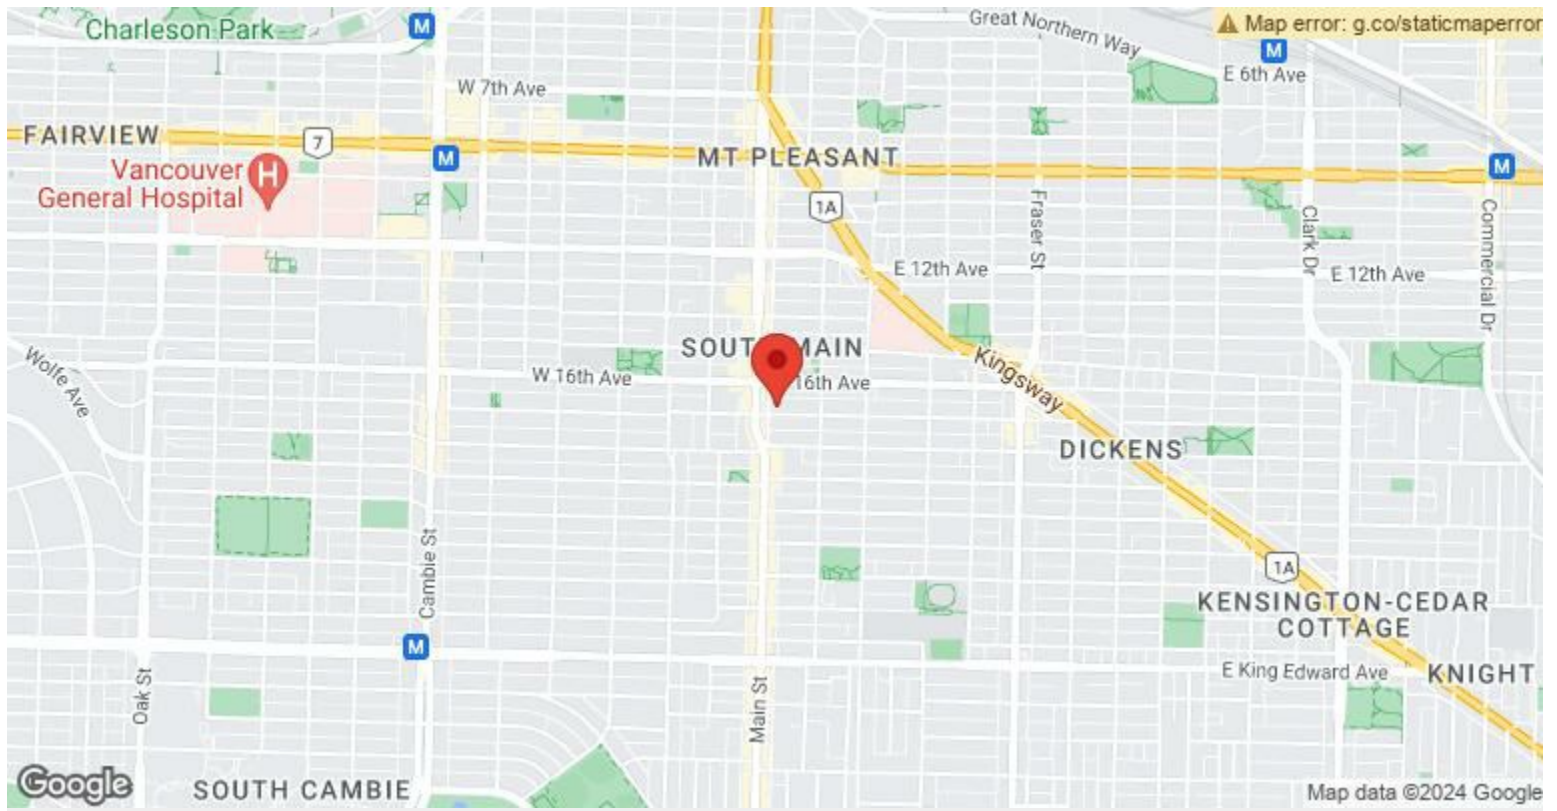 Charleson Park
M
Great Northern Way
Map error: g.co/staticmaperror
M
E 6th Ave
W 7th Ave
FAIRVIEW
7
M
MT PLEASANT
M
Vancouver
General Hospital
H
1A
Fraser St
Clark Dr
Commercial Dr
E 12th Ave
E 12th Ave
SOUTH MAIN
Wolfe Ave
W 16th Ave
16th Ave
Kingsway
DICKENS
Cambie St
1A
KENSINGTON-CEDAR
COTTAGE
M
E King Edward Ave
KNIGHT
Oak St
Main St
Google
SOUTH CAMBIE
Map data ©2024 Google